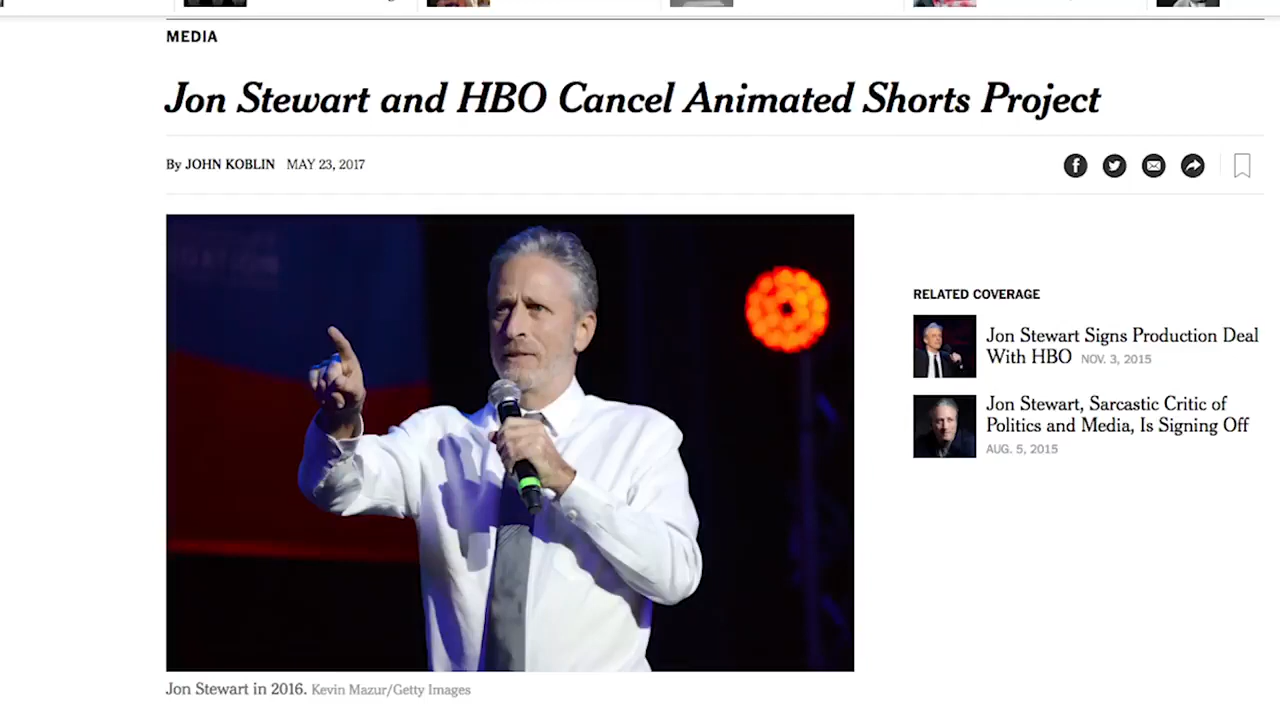 MEDIA
Jon Stewart and HBO Cancel Animated Shorts Project
By JOHN KOBLIN MAY 23, 2017
RELATED COVERAGE
Jon Stewart Signs Production Deal
With HBO NOV. 3, 2015
Jon Stewart, Sarcastic Critic of
Politics and Media, Is Signing Off
AUG. 5, 2015
Jon Stewart in 2016. Kevin Mazur/Getty Images